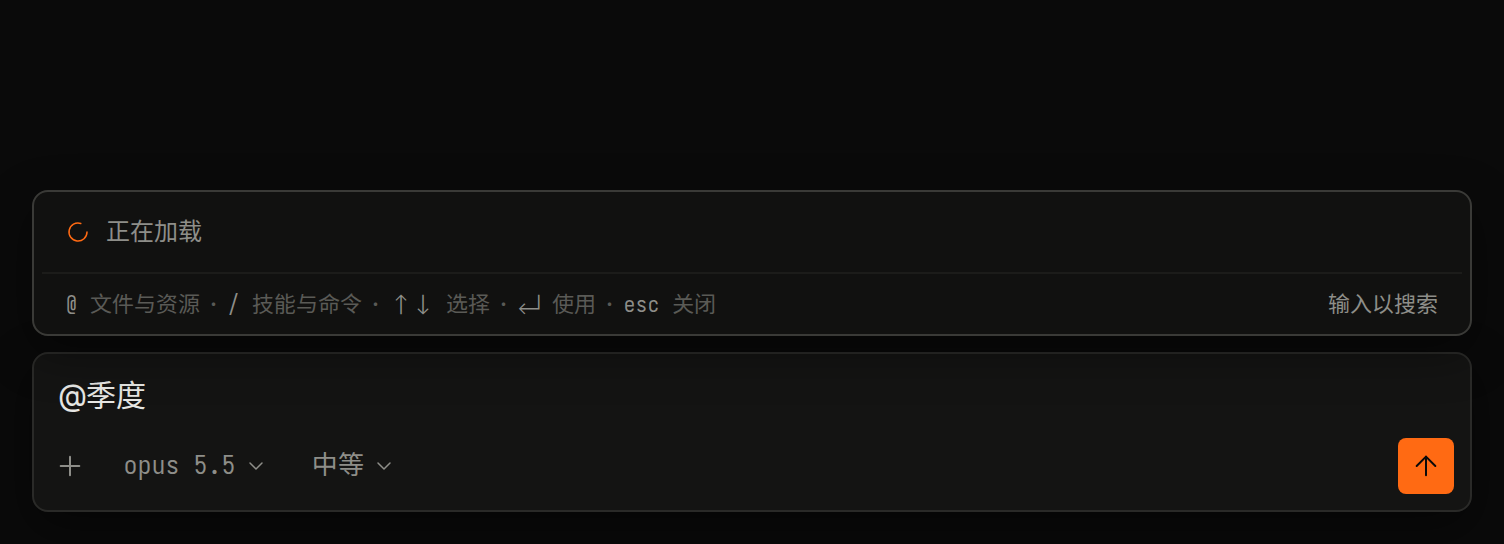 正在加载
@ 文件与资源 · / 技能与命令 · ↑↓ 选择 · ↵ 使用 · esc 关闭 输入以搜索
@季度
opus 5.5 中等